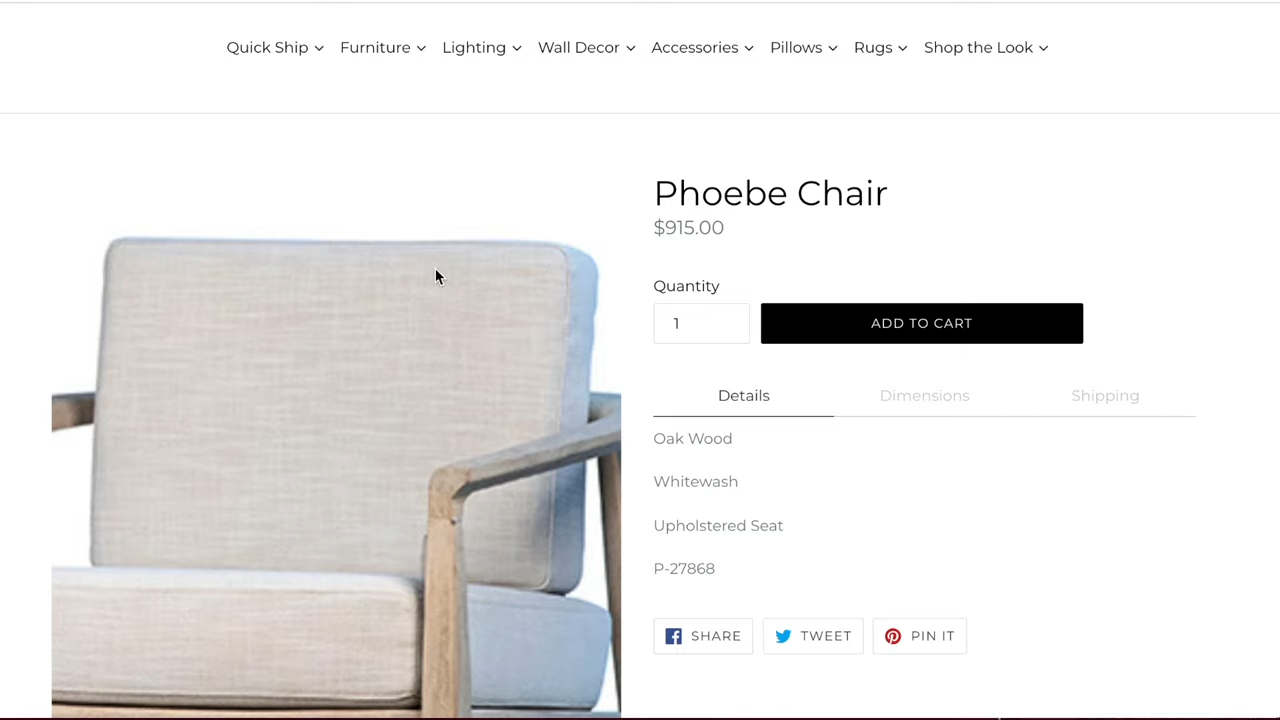 Quick Ship Furniture Lighting Wall Decor Accessories Pillows Rugs Shop the Look
Phoebe Chair
$915.00
Quantity
1 ADD TO CART
Details Dimensions Shipping
Oak Wood
Whitewash
Upholstered Seat
P-27868
SHARE TWEET PIN IT